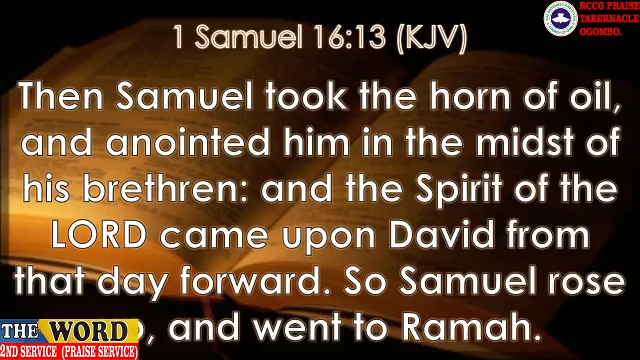 1 Samuel 16:13 (KJV)
RCCG PRAISE
TABERNACLE
OGOMBO.
Then Samuel took the horn of oil,
and anointed him in the midst of
his brethren: and the Spirit of the
LORD came upon David from
that day forward. So Samuel rose
, and went to Ramah.
THE WORD
2ND SERVICE (PRAISE SERVICE)